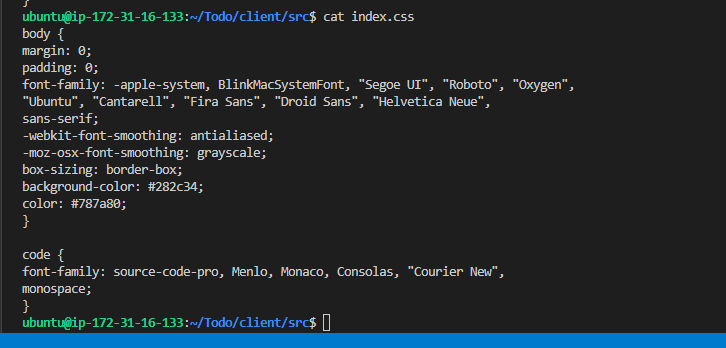 }
ubuntu@ip-172-31-16-133:~/Todo/client/src$ cat index.css
body {
margin: 0;
padding: 0;
font-family: -apple-system, BlinkMacSystemFont, "Segoe UI", "Roboto", "Oxygen",
"Ubuntu", "Cantarell", "Fira Sans", "Droid Sans", "Helvetica Neue",
sans-serif;
-webkit-font-smoothing: antialiased;
-moz-osx-font-smoothing: grayscale;
box-sizing: border-box;
background-color: #282c34;
color: #787a80;
}

code {
font-family: source-code-pro, Menlo, Monaco, Consolas, "Courier New",
monospace;
}
ubuntu@ip-172-31-16-133:~/Todo/client/src$